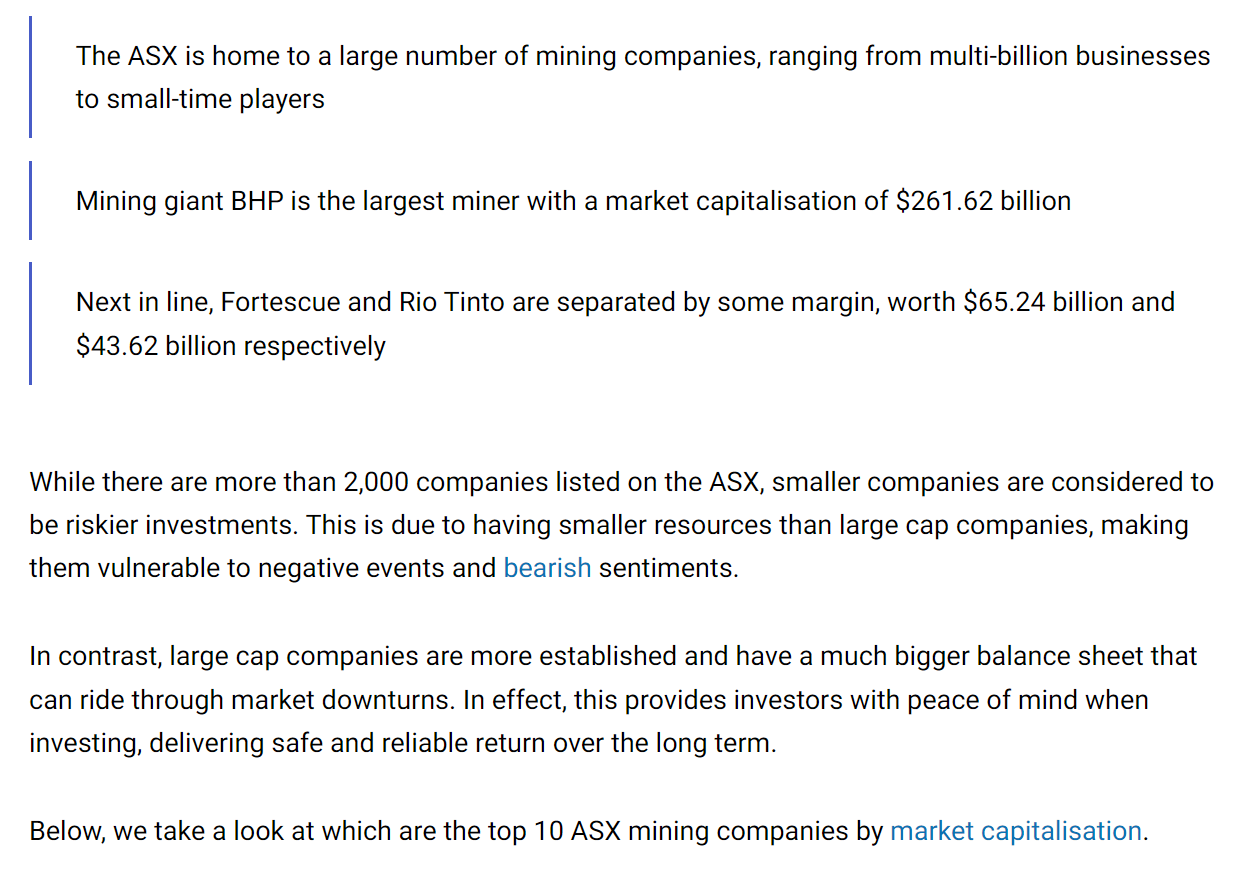 The ASX is home to a large number of mining companies, ranging from multi-billion businesses
to small-time players
Mining giant BHP is the largest miner with a market capitalisation of $261.62 billion
Next in line, Fortescue and Rio Tinto are separated by some margin, worth $65.24 billion and
$43.62 billion respectively
While there are more than 2,000 companies listed on the ASX, smaller companies are considered to
be riskier investments. This is due to having smaller resources than large cap companies, making
them vulnerable to negative events and bearish sentiments.
In contrast, large cap companies are more established and have a much bigger balance sheet that
can ride through market downturns. In effect, this provides investors with peace of mind when
investing, delivering safe and reliable return over the long term.
Below, we take a look at which are the top 10 ASX mining companies by market capitalisation.